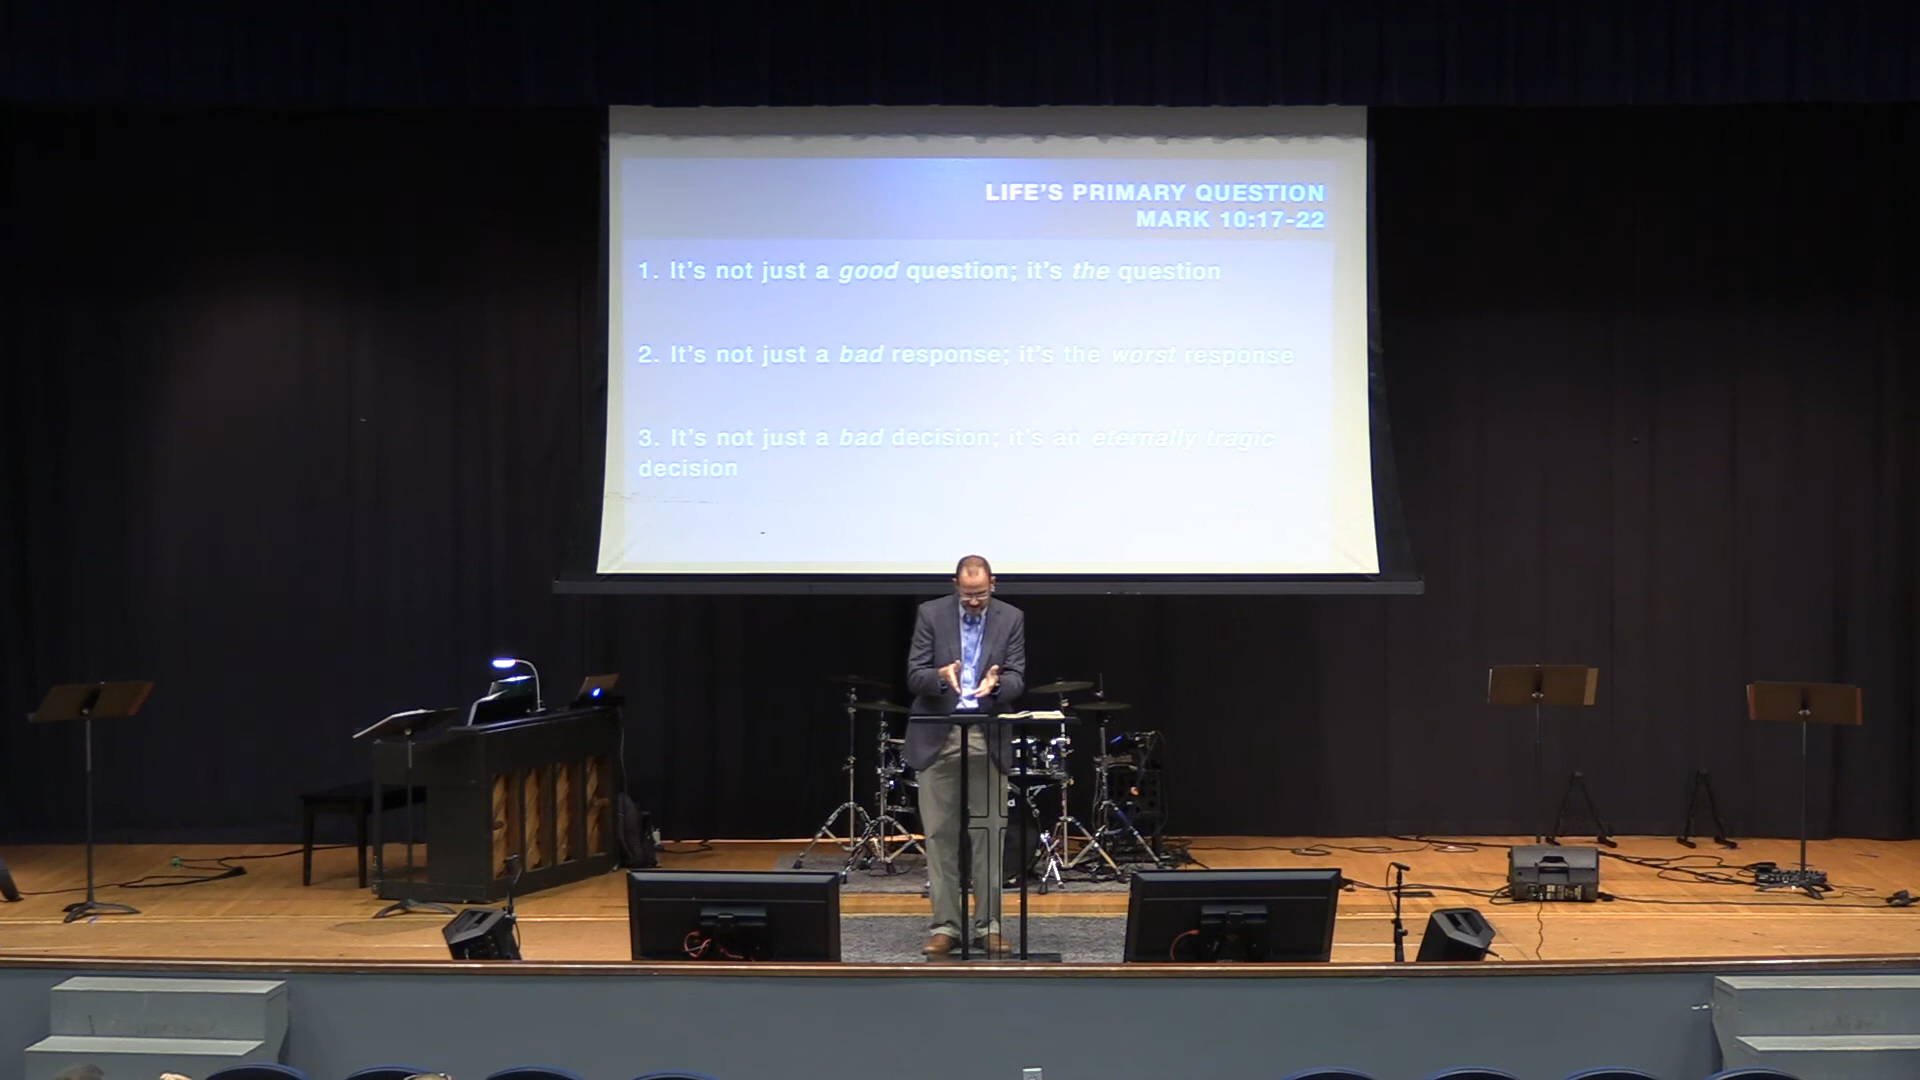 LIFE'S PRIMARY QUESTION
MARK 10:17-22
1. It's not just a good question; it's the question
2. It's not just a bad response; it's the worst response
3. It's not just a bad decision; it's an eternally tragic
decision